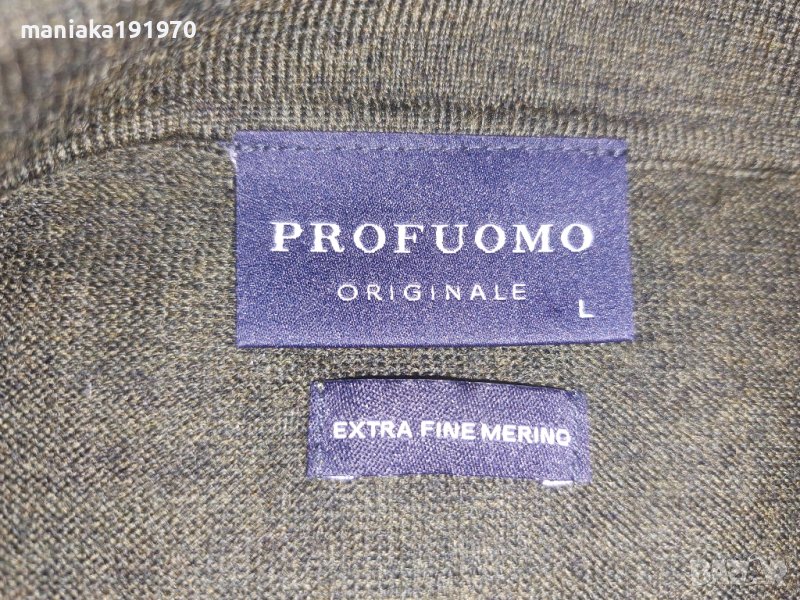 maniaka191970
PROFUOMO
ORIGINALE
L
EXTRA FINE MERINO